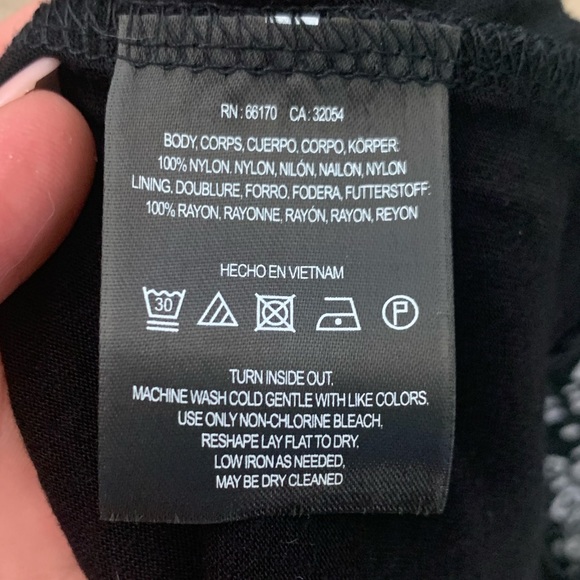 RN: 66170 CA: 32054
BODY, CORPS, CUERPO, CORPO, KÖRPER:
100% NYLON. NYLON, NILÓN, NAILON, NYLON
LINING. DOUBLURE, FORRO, FODERA, FUTTERSTOFF:
100% RAYON. RAYONNE, RAYÓN, RAYON, REYON
HECHO EN VIETNAM
30 P
TURN INSIDE OUT,
MACHINE WASH COLD GENTLE WITH LIKE COLORS.
USE ONLY NON-CHLORINE BLEACH,
RESHAPE LAY FLAT TO DRY.
LOW IRON AS NEEDED,
MAY BE DRY CLEANED